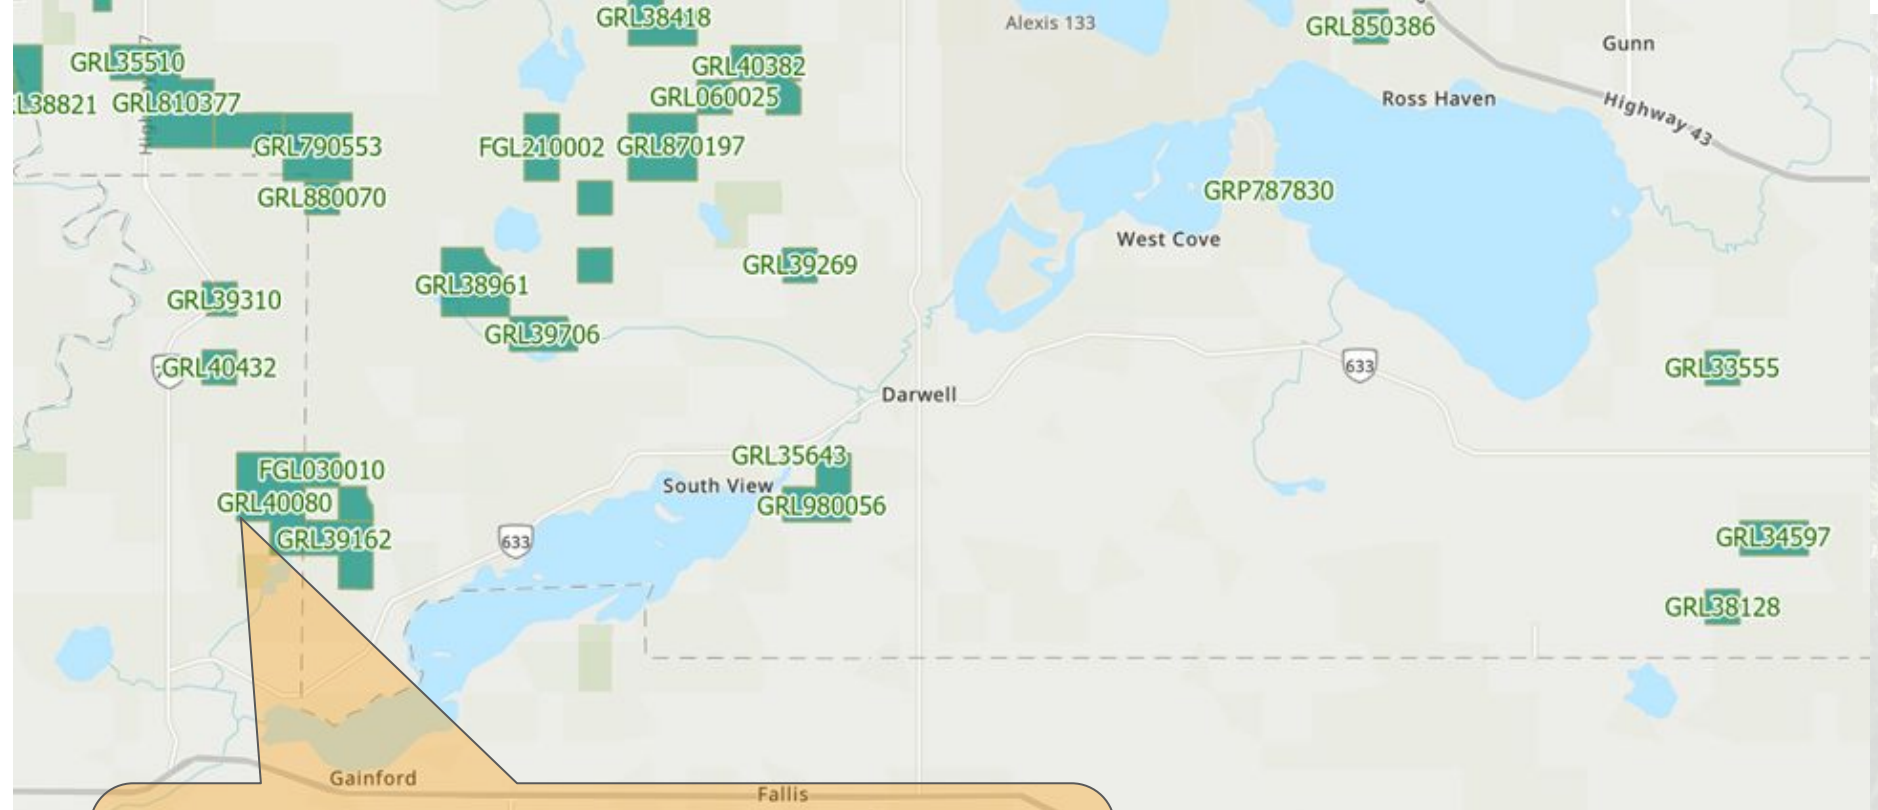 GRL38418
Alexis 133
GRL850386
Gunn
GRL35510
GRL40382
GRL060025
Ross Haven
L38821
GRL810377
Highway 43
GRL790553
FGL210002
GRL870197
GRL880070
GRP787830
West Cove
GRL39269
GRL38961
GRL39310
GRL39706
GRL40432
633
GRL33555
Darwell
GRL35643
FGL030010
South View
GRL40080
GRL980056
GRL39162
633
GRL34597
GRL38128
Gainford
Fallis